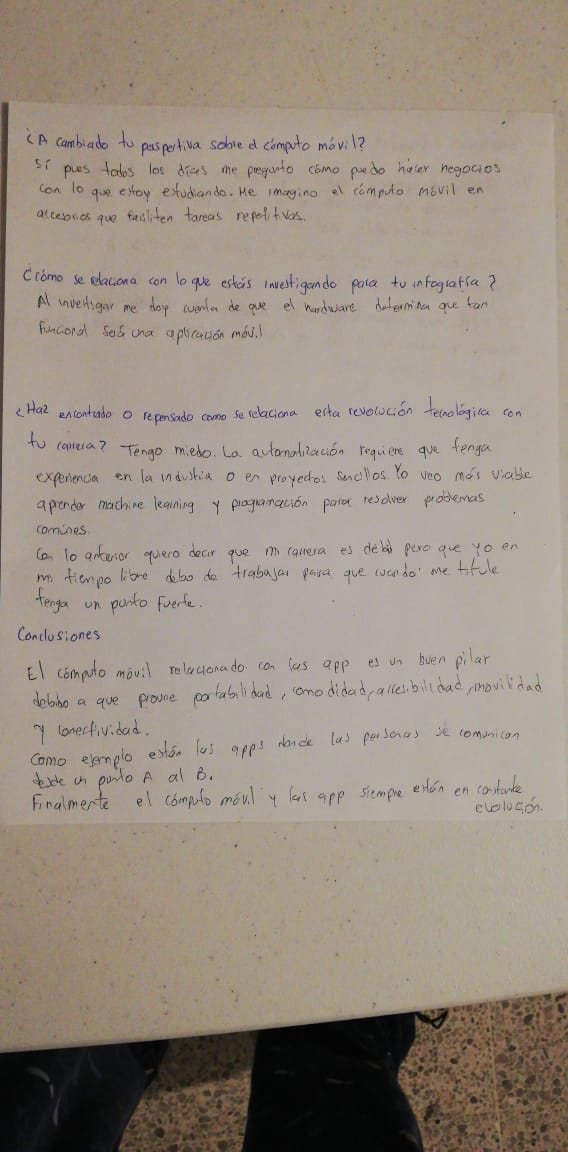 ¿A cambiado tu perspertiva sobre el cómputo móvil?
Sí pues todos los días me pregunto cómo puedo hacer negocios
con lo que estoy estudiando. Me imagino el cómputo móvil en
accesorios que faciliten tareas repetitivas.
¿Cómo se relaciona con lo que estás investigando para tu infografía?
Al investigar me doy cuenta de que el hardware determina que tan
funcional será una aplicación móvil
¿Haz encontrado o repensado como se relaciona esta revolución tecnológica con
tu carrera? Tengo miedo. La automatización requiere que tenga
experiencia en la industria o en proyectos sencillos. Yo veo más viable
aprender machine learning y programación para resolver problemas
comúnes.
Con lo anterior quiero decir que mi carrera es débil pero que yo en
mi tiempo libre debo de trabajar para que cuando me titule
tenga un punto fuerte.
Conclusiones
El cómputo móvil relacionado con las app es un buen pilar
debido a que provee portabilidad, comodidad, accesibilidad, movilidad
y conectividad.
Como ejemplo están las apps donde las personas se comunican
desde un punto A al B.
Finalmente el cómputo móvil y las app siempre están en constante
evolución.